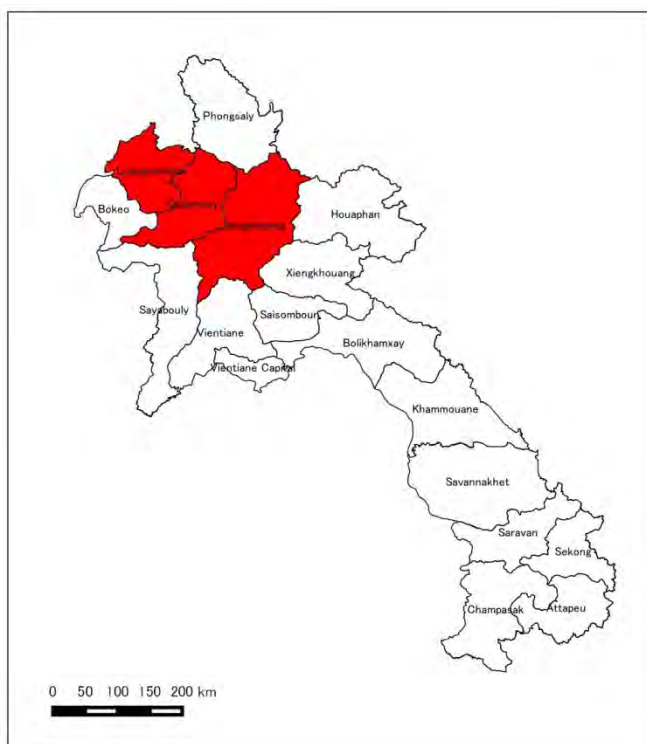 Phongsaly
Bokeo
Houaphan
Xiengkhouang
Sayabouly
Saisomboun
Vientiane
Bolikhamxay
Vientiane Capital
Khammouane
Savannakhet
Saravan
Sekong
Champasak
Attapeu
0 50 100 150 200 km